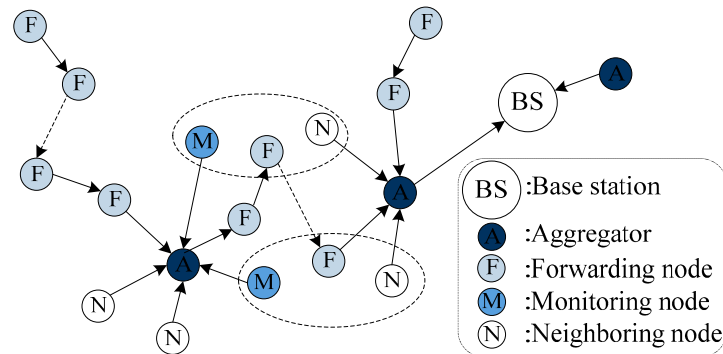 F
F
F
F
A
BS
M
F
N
F
F
A
F
A
F
M
N
N
N
BS :Base station
A :Aggregator
F :Forwarding node
M :Monitoring node
N :Neighboring node